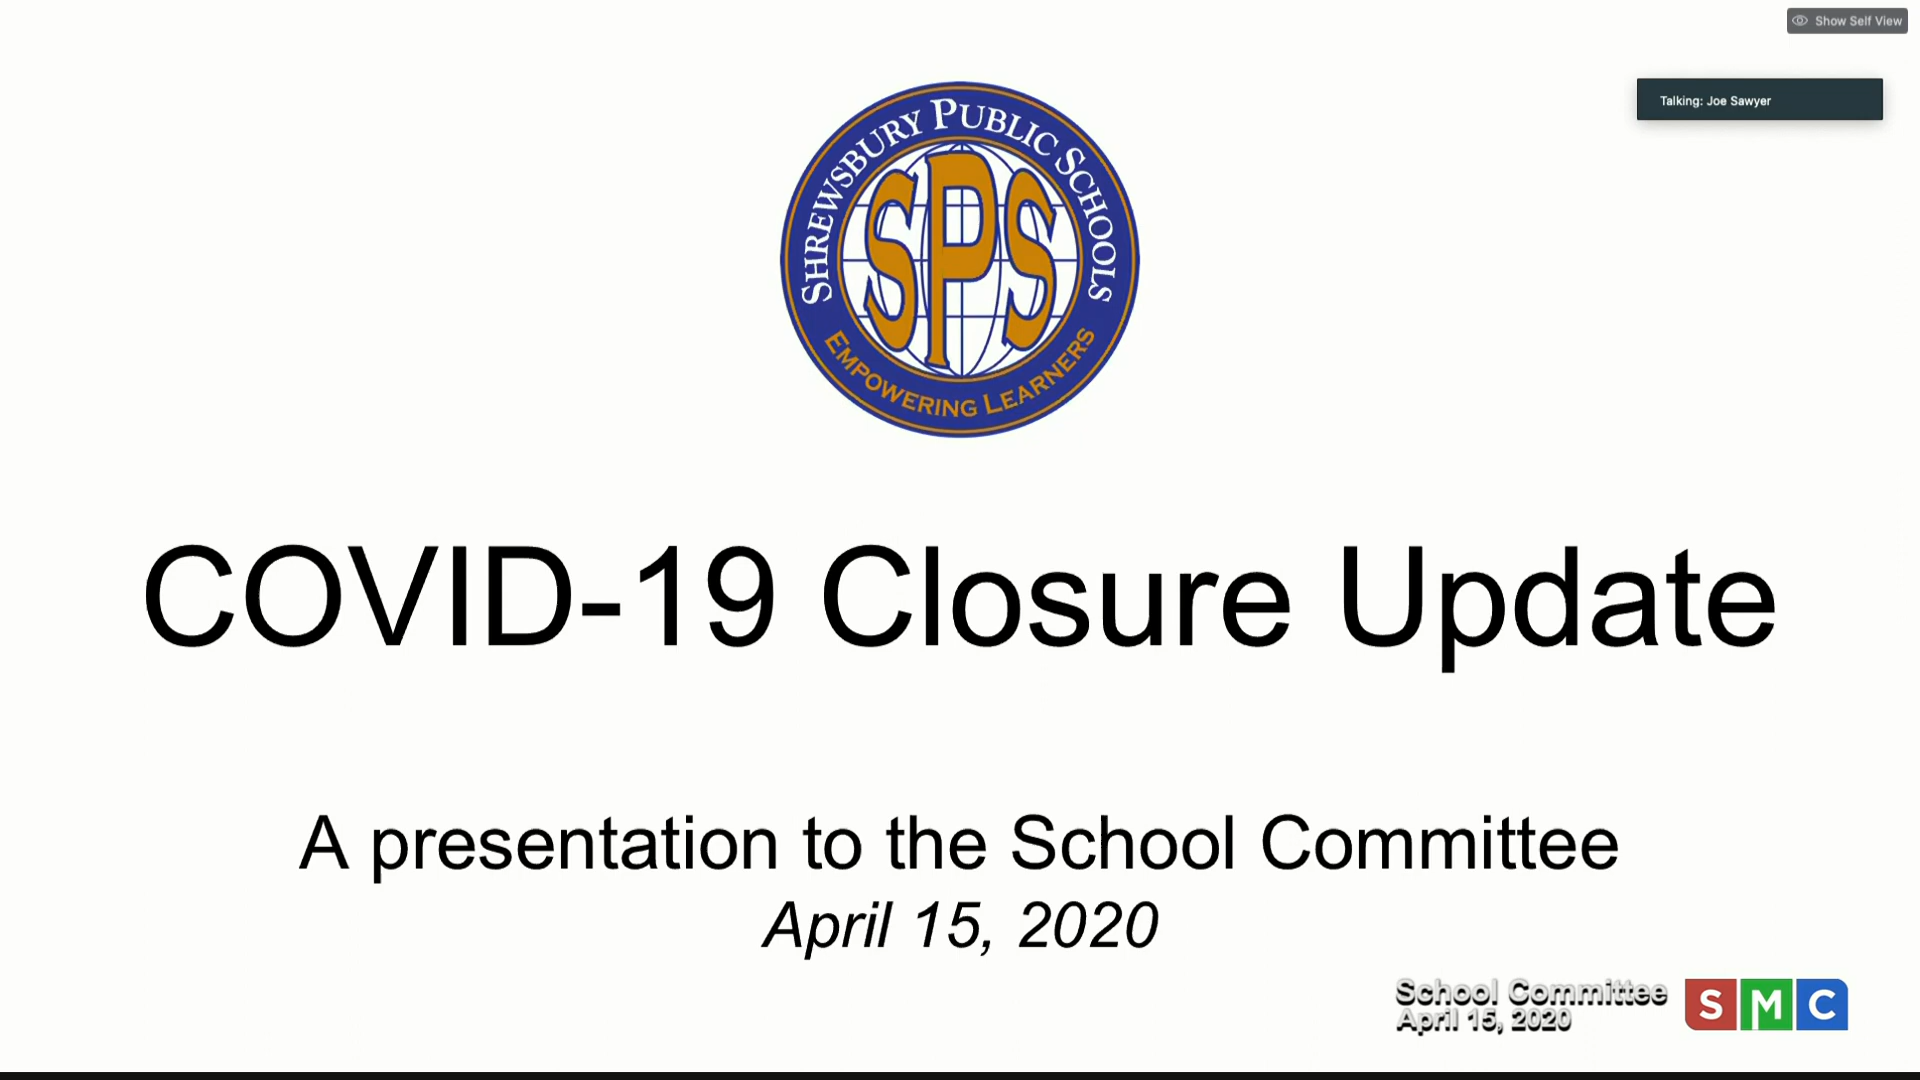 Show Self View
Talking: Joe Sawyer
SHREWSBURY PUBLIC SCHOOLS
SPS
EMPOWERING LEARNERS
COVID-19 Closure Update
A presentation to the School Committee
April 15, 2020
School Committee
April 15, 2020
SMC